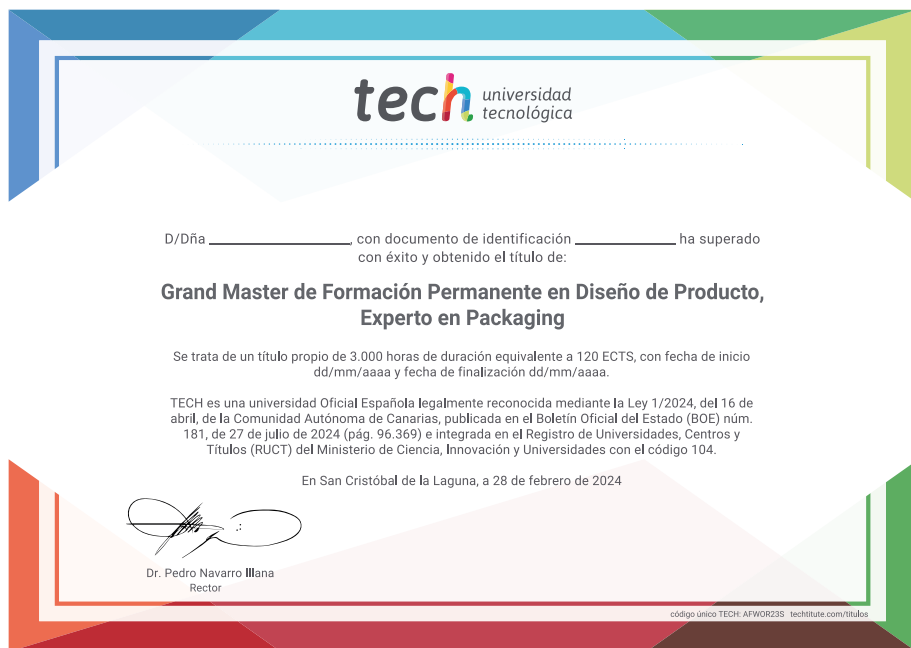 tech universidad
tecnológica
D/Dña ____________________, con documento de identificación ______________ ha superado
con éxito y obtenido el título de:
Grand Master de Formación Permanente en Diseño de Producto,
Experto en Packaging
Se trata de un título propio de 3.000 horas de duración equivalente a 120 ECTS, con fecha de inicio
dd/mm/aaaa y fecha de finalización dd/mm/aaaa.
TECH es una universidad Oficial Española legalmente reconocida mediante la Ley 1/2024, del 16 de
abril, de la Comunidad Autónoma de Canarias, publicada en el Boletín Oficial del Estado (BOE) núm.
181, de 27 de julio de 2024 (pág. 96.369) e integrada en el Registro de Universidades, Centros y
Títulos (RUCT) del Ministerio de Ciencia, Innovación y Universidades con el código 104.
En San Cristóbal de la Laguna, a 28 de febrero de 2024
Dr. Pedro Navarro Illana
Rector
código único TECH: AFWOR23S techtitute.com/titulos